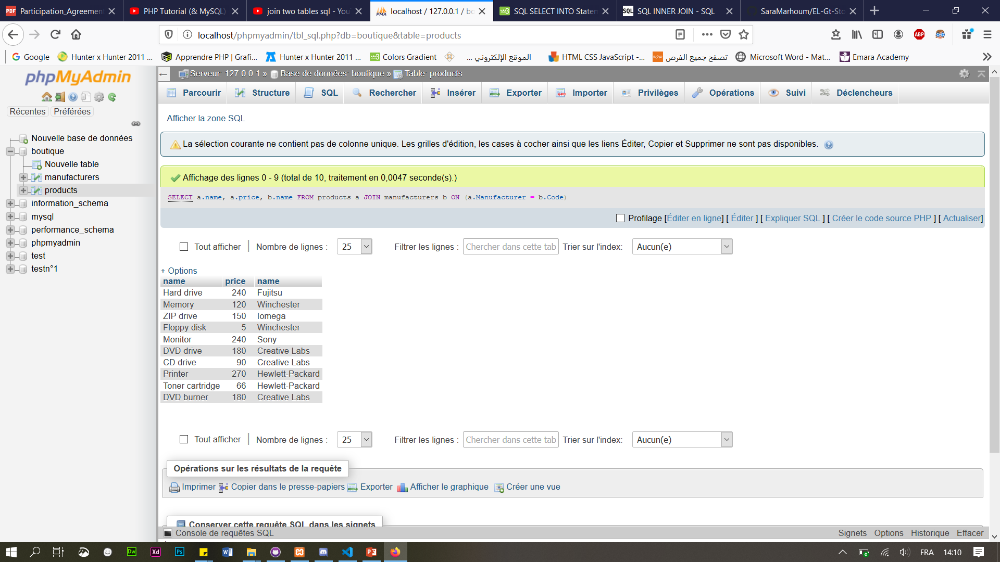 Participation_Agreemen
PHP Tutorial (& MySQL)
join two tables sql - You
localhost / 127.0.0.1 / bo
SQL SELECT INTO Statem
SQL INNER JOIN - SQL
SaraMarhoum/EL-Gt-Sto
localhost/phpmyadmin/tbl_sql.php?db=boutique&table=products
Google
Hunter x Hunter 2011 ...
Apprendre PHP | Grafi...
Hunter x Hunter 2011 ...
Colors Gradient
الموقع الإلكتروني ...
HTML CSS JavaScript -...
تصفح جميع الفرص
Microsoft Word - Mat...
Emara Academy
phpMyAdmin
Récentes
Préférées
Nouvelle base de données
boutique
Nouvelle table
manufacturers
products
information_schema
mysql
performance_schema
phpmyadmin
test
testn°1
Serveur: 127.0.0.1 » Base de données: boutique » Table: products
Parcourir
Structure
SQL
Rechercher
Insérer
Exporter
Importer
Privilèges
Opérations
Suivi
Déclencheurs
Afficher la zone SQL
La sélection courante ne contient pas de colonne unique. Les grilles d'édition, les cases à cocher ainsi que les liens Éditer, Copier et Supprimer ne sont pas disponibles.
Affichage des lignes 0 - 9 (total de 10, traitement en 0,0047 seconde(s).)
SELECT a.name, a.price, b.name FROM products a JOIN manufacturers b ON (a.Manufacturer = b.Code)
Profilage [Éditer en ligne] [ Éditer ] [ Expliquer SQL ] [ Créer le code source PHP ] [ Actualiser]
Tout afficher | Nombre de lignes : 25 Filtrer les lignes : Chercher dans cette tab Trier sur l'index: Aucun(e)
+ Options
name price name
Hard drive 240 Fujitsu
Memory 120 Winchester
ZIP drive 150 Iomega
Floppy disk 5 Winchester
Monitor 240 Sony
DVD drive 180 Creative Labs
CD drive 90 Creative Labs
Printer 270 Hewlett-Packard
Toner cartridge 66 Hewlett-Packard
DVD burner 180 Creative Labs
Tout afficher | Nombre de lignes : 25 Filtrer les lignes : Chercher dans cette tab Trier sur l'index: Aucun(e)
Opérations sur les résultats de la requête
Imprimer Copier dans le presse-papiers Exporter Afficher le graphique Créer une vue
Conserver cette requête SQL dans les signets
Console de requêtes SQL
Signets Options Historique Effacer
FRA 14:10